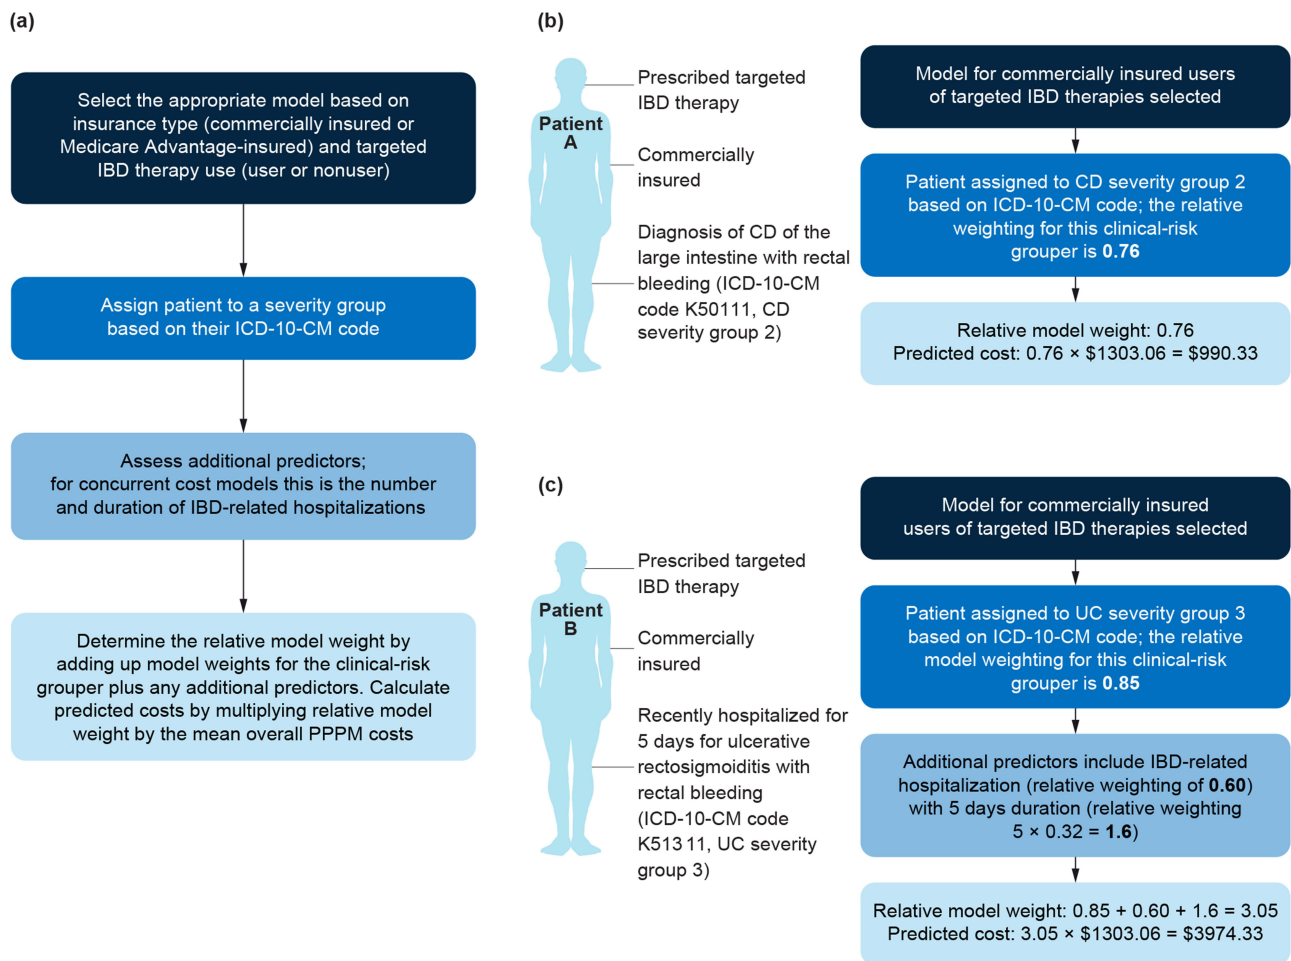 (a)
Select the appropriate model based on
insurance type (commercially insured or
Medicare Advantage-insured) and targeted
IBD therapy use (user or nonuser)
Assign patient to a severity group
based on their ICD-10-CM code
Assess additional predictors;
for concurrent cost models this is the number
and duration of IBD-related hospitalizations
Determine the relative model weight by
adding up model weights for the clinical-risk
grouper plus any additional predictors. Calculate
predicted costs by multiplying relative model
weight by the mean overall PPPM costs
(b)
Patient
A
Prescribed targeted
IBD therapy
Commercially
insured
Diagnosis of CD of the
large intestine with rectal
bleeding (ICD-10-CM
code K50111, CD
severity group 2)
Model for commercially insured users
of targeted IBD therapies selected
Patient assigned to CD severity group 2
based on ICD-10-CM code; the relative
weighting for this clinical-risk
grouper is 0.76
Relative model weight: 0.76
Predicted cost: 0.76 × $1303.06 = $990.33
(c)
Patient
B
Prescribed targeted
IBD therapy
Commercially
insured
Recently hospitalized for
5 days for ulcerative
rectosigmoiditis with
rectal bleeding
(ICD-10-CM code
K51311, UC severity
group 3)
Model for commercially insured
users of targeted IBD therapies selected
Patient assigned to UC severity group 3
based on ICD-10-CM code; the relative
model weighting for this clinical-risk
grouper is 0.85
Additional predictors include IBD-related
hospitalization (relative weighting of 0.60)
with 5 days duration (relative weighting
5 × 0.32 = 1.6)
Relative model weight: 0.85 + 0.60 + 1.6 = 3.05
Predicted cost: 3.05 × $1303.06 = $3974.33